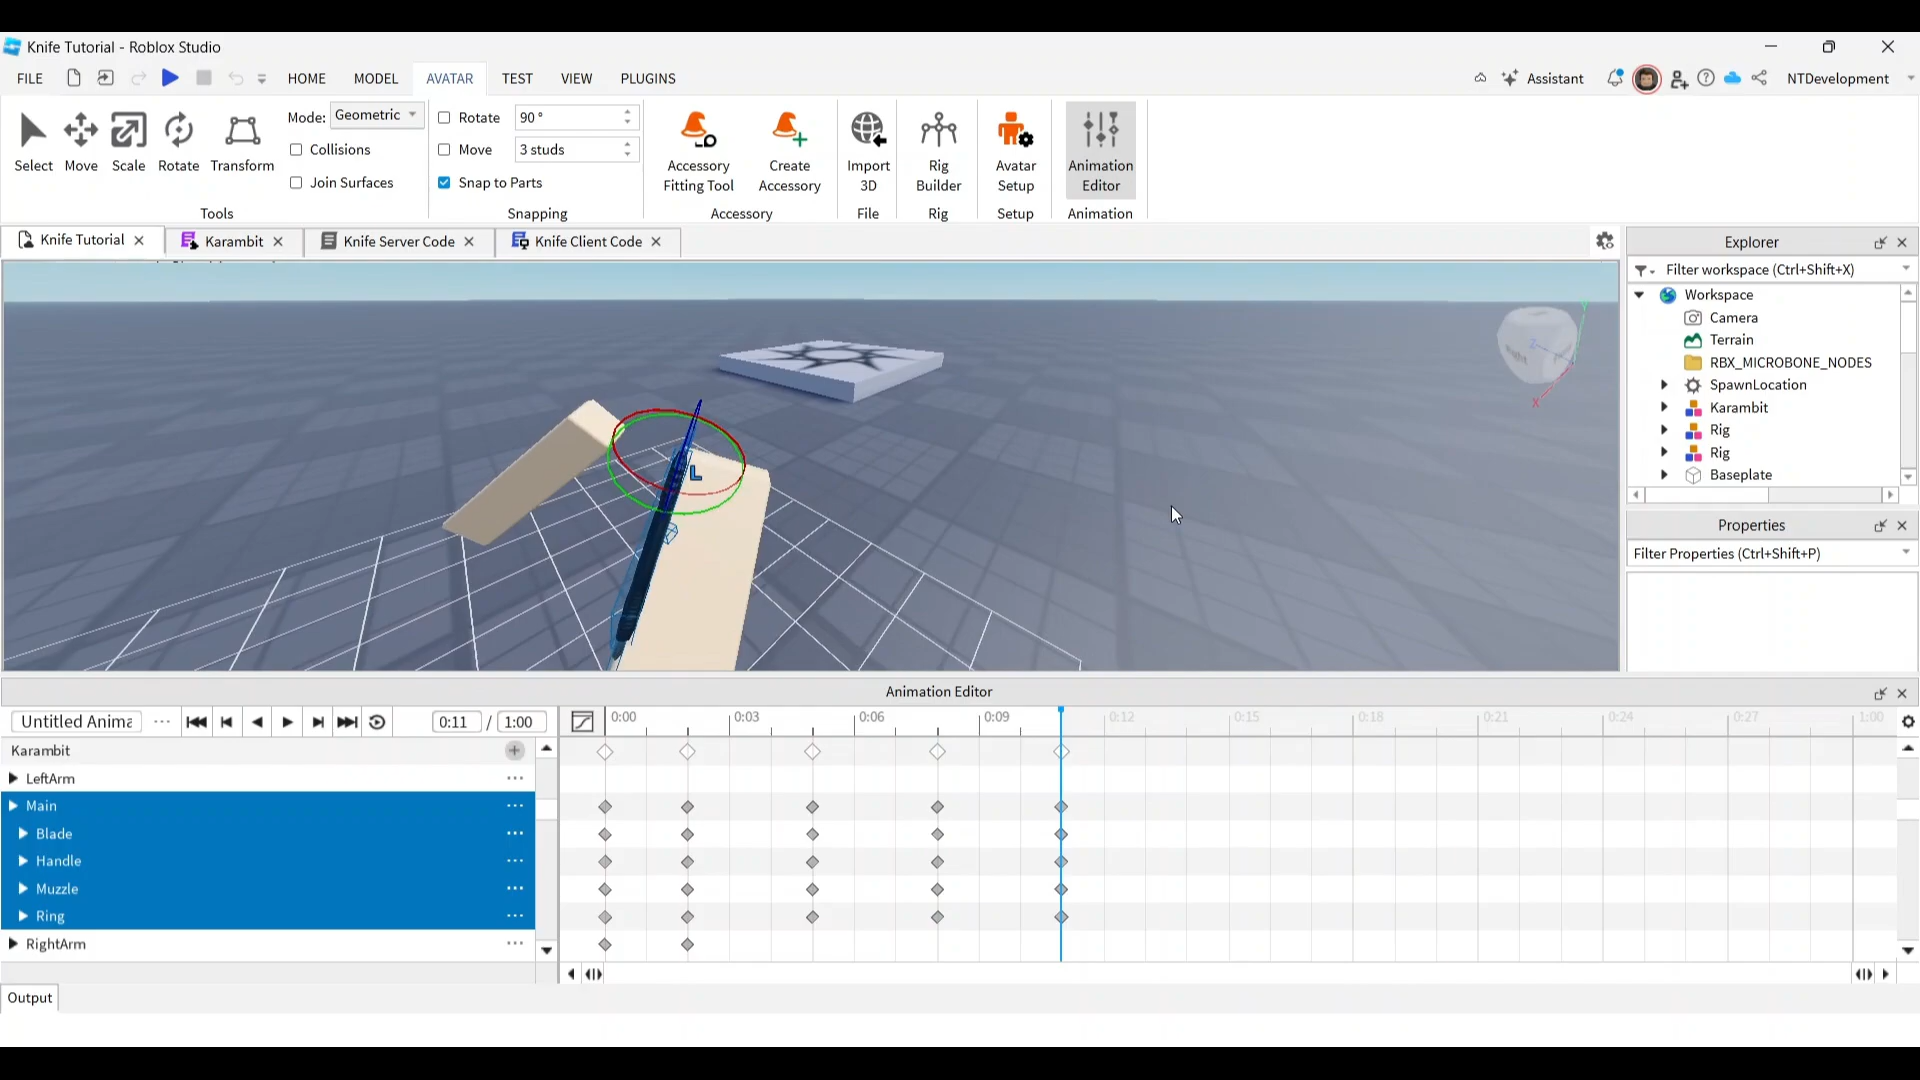 Knife Tutorial - Roblox Studio
FILE HOME MODEL AVATAR TEST VIEW PLUGINS Assistant NTDevelopment
Select Move Scale Rotate Transform
Mode: Geometric
Collisions
Join Surfaces
Tools
Rotate 90 °
Move 3 studs
Snap to Parts
Snapping
Accessory Fitting Tool
Create Accessory
Accessory
Import 3D
File
Rig Builder
Rig
Avatar Setup
Setup
Animation Editor
Animation
Knife Tutorial Karambit Knife Server Code Knife Client Code
Explorer
Filter workspace (Ctrl+Shift+X)
Workspace
Camera
Terrain
RBX_MICROBONE_NODES
SpawnLocation
Karambit
Rig
Rig
Baseplate
Properties
Filter Properties (Ctrl+Shift+P)
Right
Y
Z
X
L
Animation Editor
Untitled Anima ··· 0:11 / 1:00 0:00 0:03 0:06 0:09 0:12 0:15 0:18 0:21 0:24 0:27 1:00
Karambit
LeftArm
Main
Blade
Handle
Muzzle
Ring
RightArm
Output